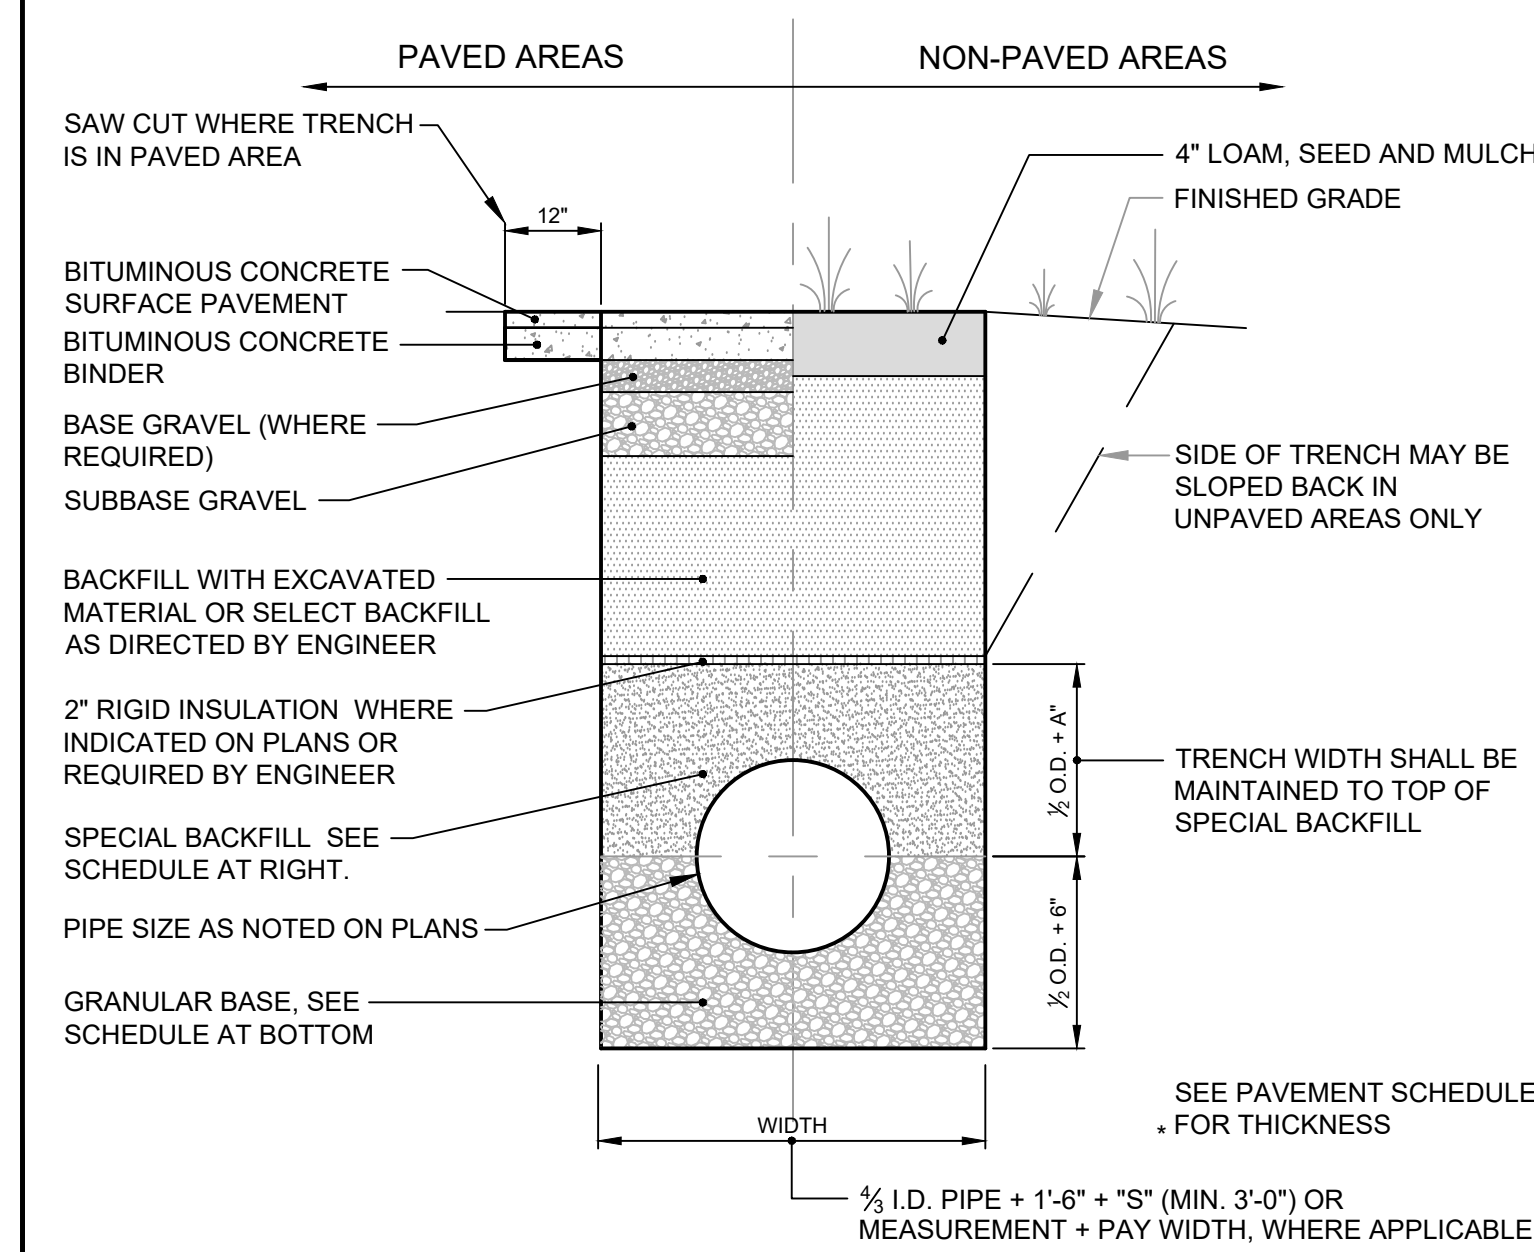 PAVED AREAS
NON-PAVED AREAS
SAW CUT WHERE TRENCH
IS IN PAVED AREA
12"
4" LOAM, SEED AND MULCH
FINISHED GRADE
BITUMINOUS CONCRETE
SURFACE PAVEMENT
BITUMINOUS CONCRETE
BINDER
BASE GRAVEL (WHERE
REQUIRED)
SUBBASE GRAVEL
SIDE OF TRENCH MAY BE
SLOPED BACK IN
UNPAVED AREAS ONLY
BACKFILL WITH EXCAVATED
MATERIAL OR SELECT BACKFILL
AS DIRECTED BY ENGINEER
2" RIGID INSULATION WHERE
INDICATED ON PLANS OR
REQUIRED BY ENGINEER
½ O.D. + A"
TRENCH WIDTH SHALL BE
MAINTAINED TO TOP OF
SPECIAL BACKFILL
SPECIAL BACKFILL SEE
SCHEDULE AT RIGHT.
PIPE SIZE AS NOTED ON PLANS
½ O.D. + 6"
GRANULAR BASE, SEE
SCHEDULE AT BOTTOM
SEE PAVEMENT SCHEDULE
* FOR THICKNESS
WIDTH
4/3 I.D. PIPE + 1'-6" + "S" (MIN. 3'-0") OR
MEASUREMENT + PAY WIDTH, WHERE APPLICABLE